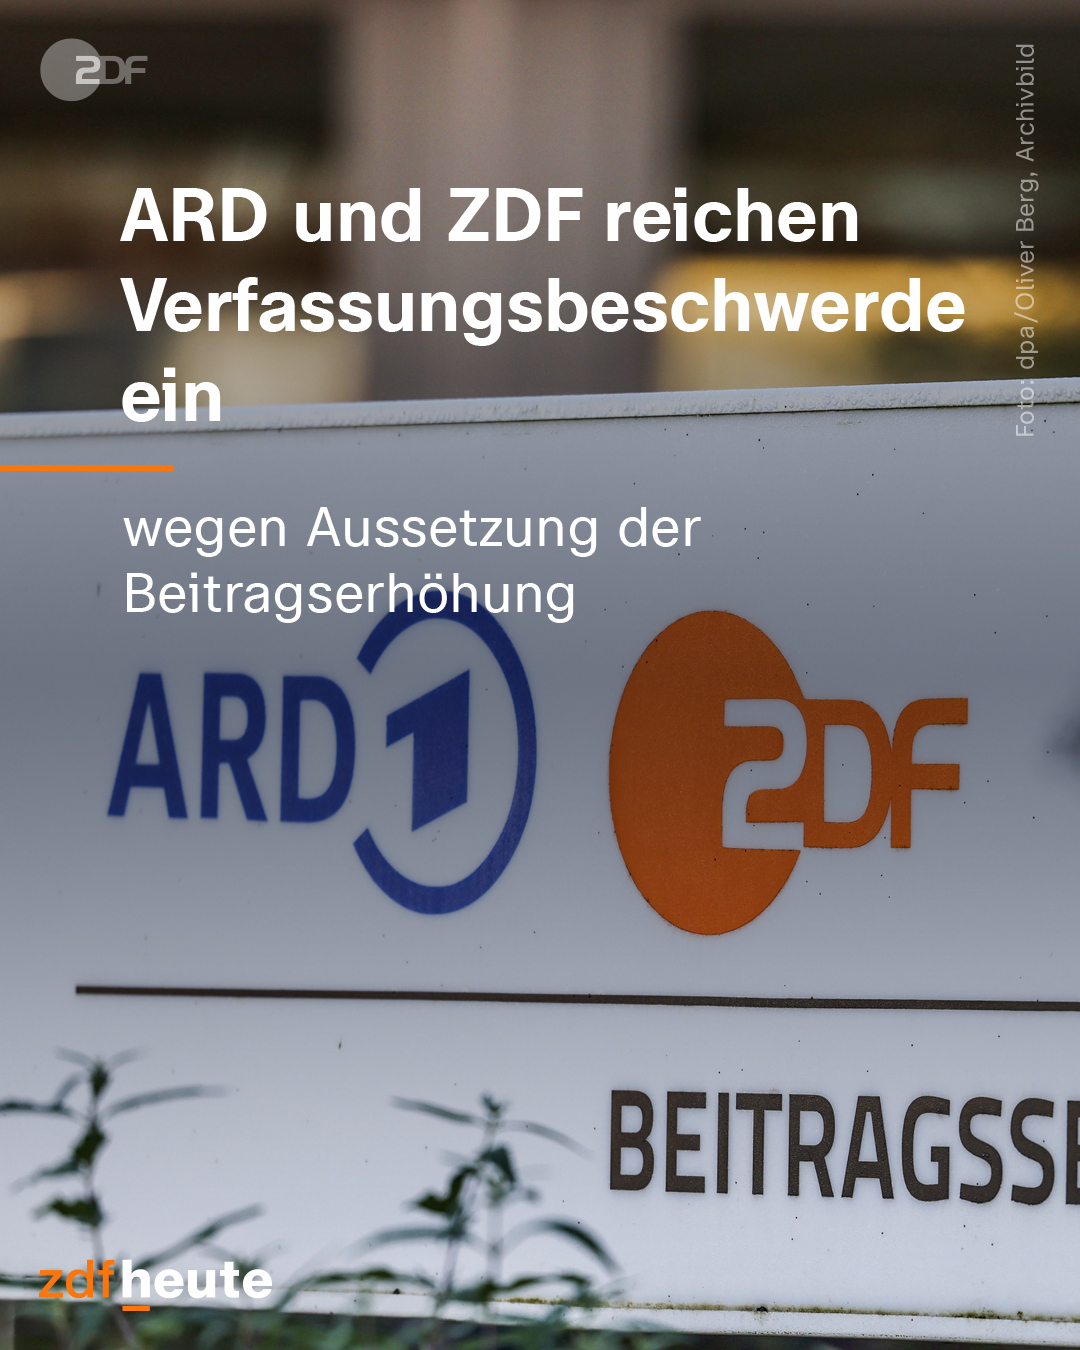 ZDF
Foto: dpa/Oliver Berg, Archivbild
ARD und ZDF reichen
Verfassungsbeschwerde
ein
wegen Aussetzung der
Beitragserhöhung
ARD 1
ZDF
BEITRAGSSE
zdfheute